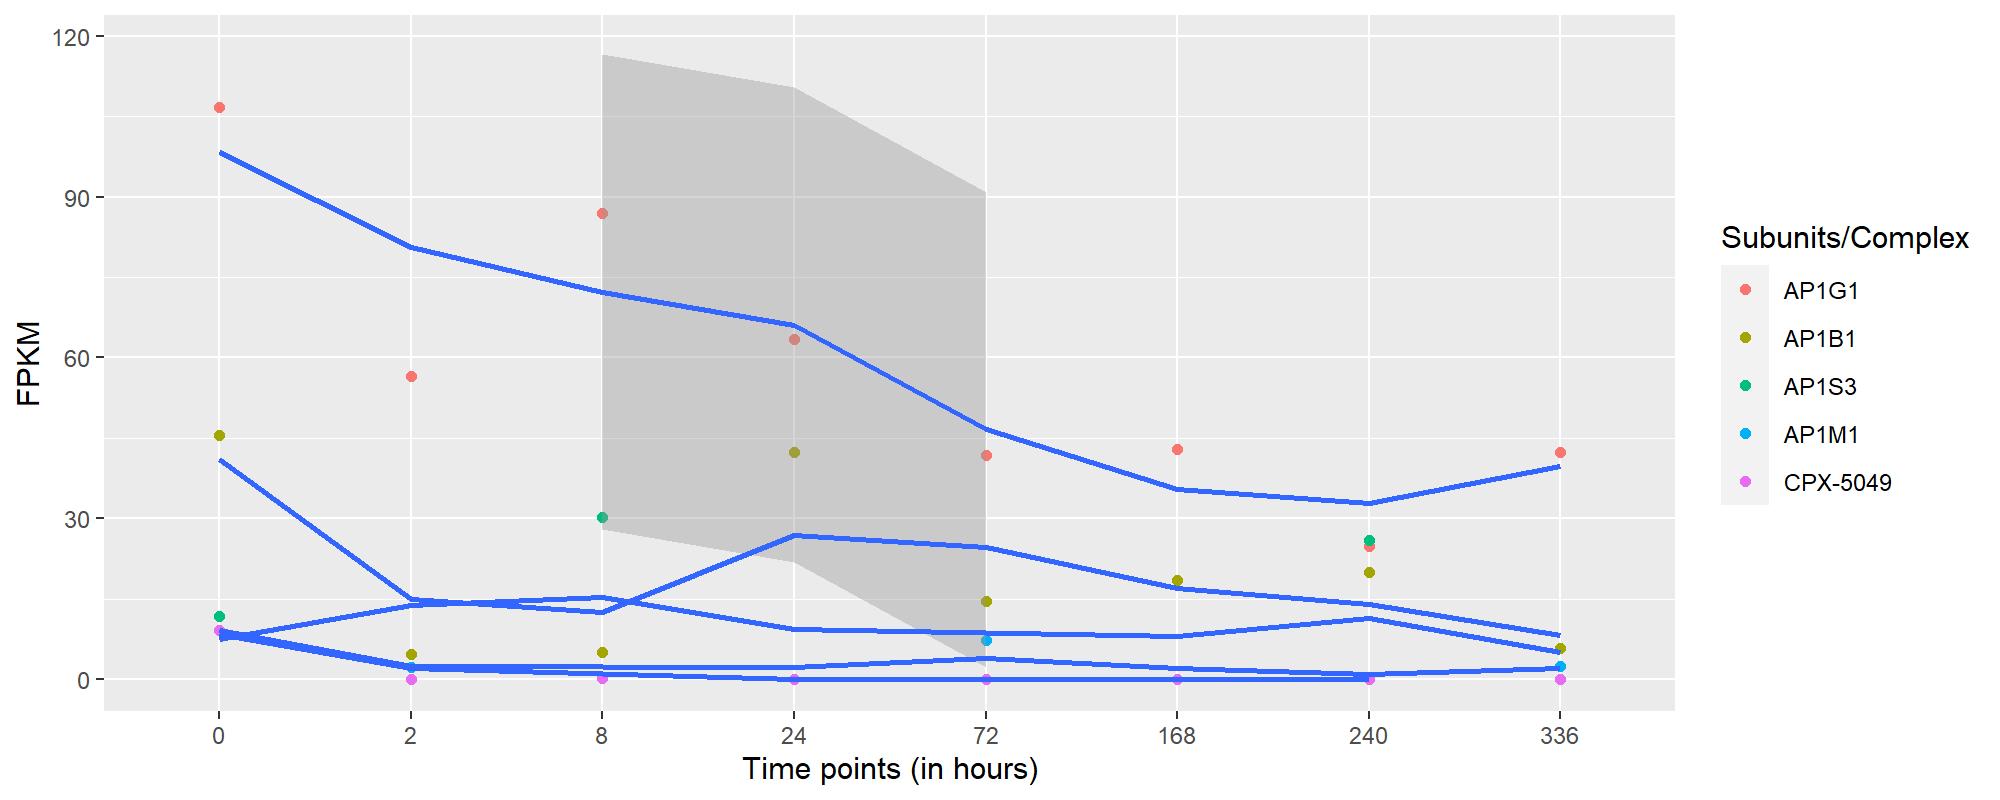 120
90
60
30
0
FPKM
0 2 8 24 72 168 240 336
Time points (in hours)
Subunits/Complex
AP1G1
AP1B1
AP1S3
AP1M1
CPX-5049